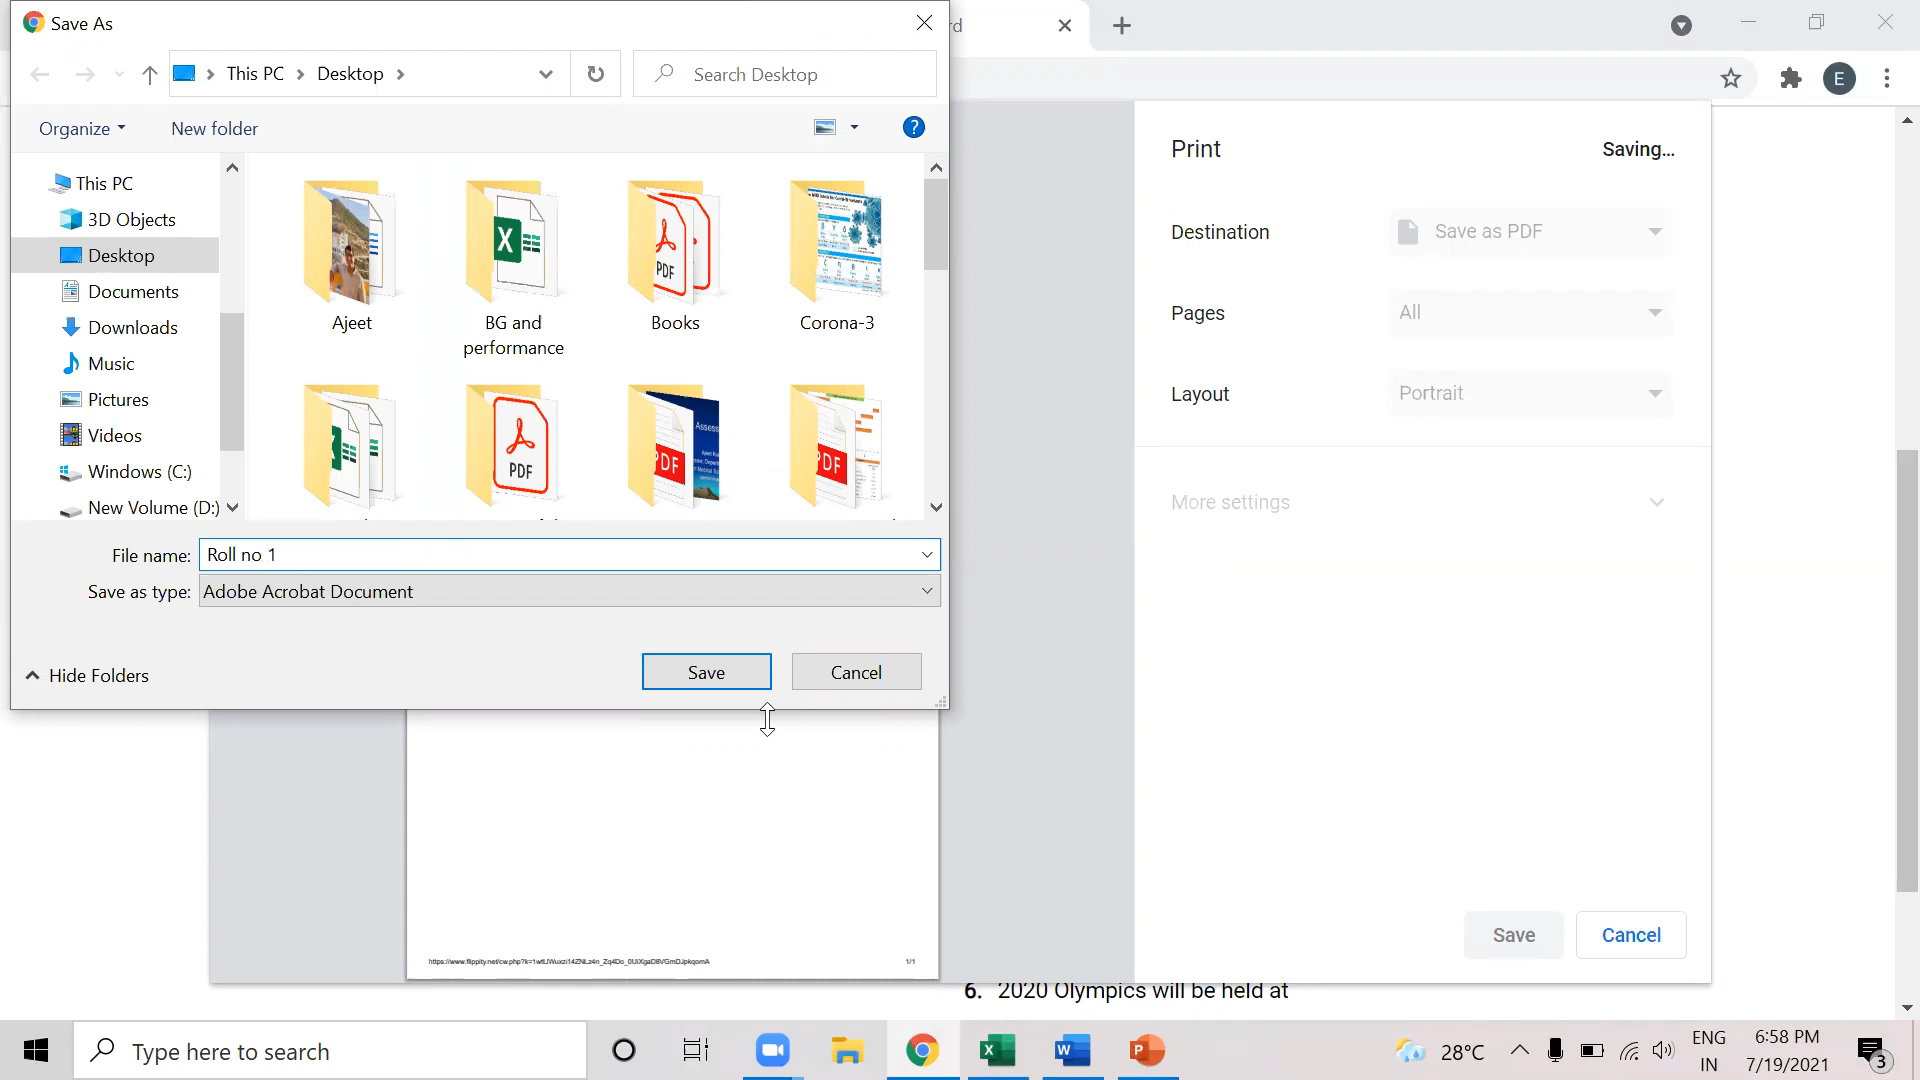 Save As
This PC
Desktop
Search Desktop
Organize
New folder
?
This PC
3D Objects
Desktop
Documents
Downloads
Music
Pictures
Videos
Windows (C:)
New Volume (D:)
Ajeet
BG and
performance
Books
Corona-3
PDF
PDF
File name: Roll no 1
Save as type: Adobe Acrobat Document
Hide Folders
Save
Cancel
E
Print
Saving...
Destination
Save as PDF
Pages
All
Layout
Portrait
More settings
Save
Cancel
1/1
6. 2020 Olympics will be held at
Type here to search
28°C
ENG
IN
6:58 PM
7/19/2021
3